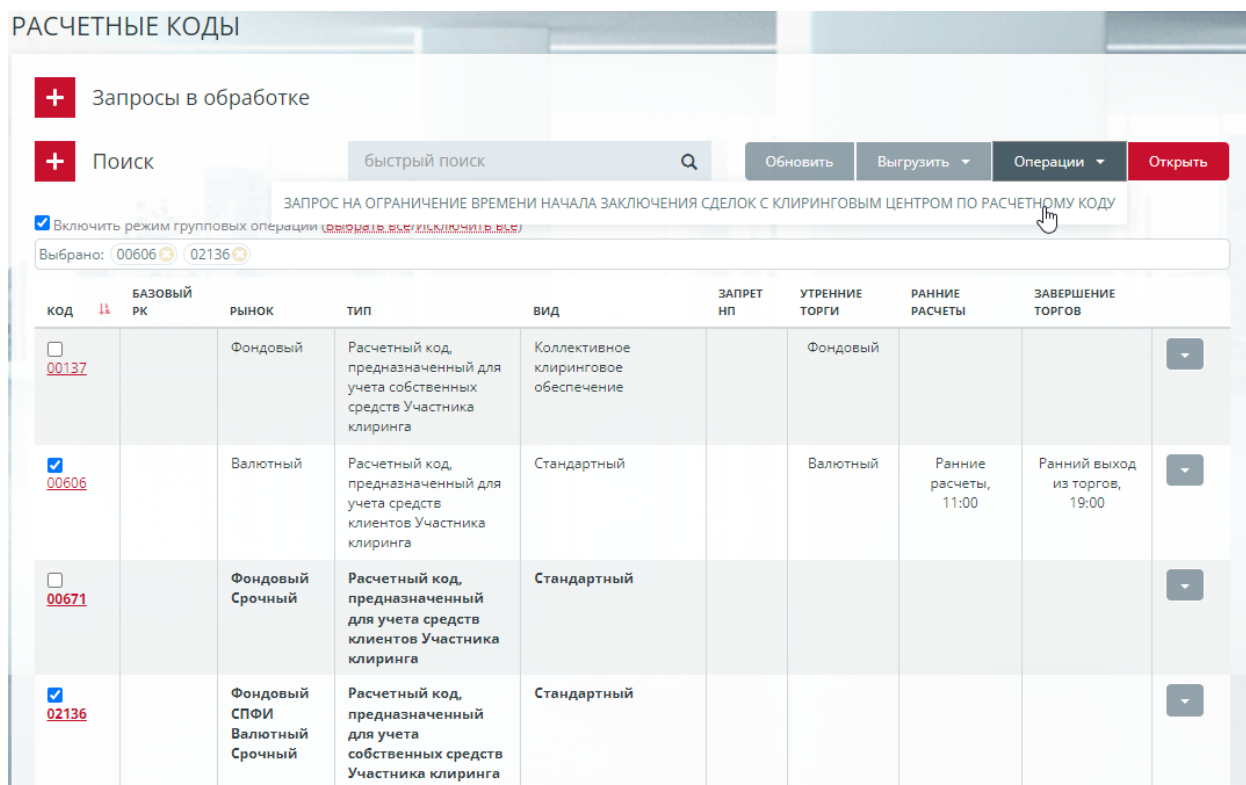 РАСЧЕТНЫЕ КОДЫ
Запросы в обработке
Поиск
быстрый поиск
Обновить
Выгрузить
Операции
Открыть
ЗАПРОС НА ОГРАНИЧЕНИЕ ВРЕМЕНИ НАЧАЛА ЗАКЛЮЧЕНИЯ СДЕЛОК С КЛИРИНГОВЫМ ЦЕНТРОМ ПО РАСЧЕТНОМУ КОДУ
Включить режим групповых операций (Выбрать все/Исключить все)
Выбрано: 00606 02136
КОД
БАЗОВЫЙ
РК
РЫНОК
ТИП
ВИД
ЗАПРЕТ
НП
УТРЕННИЕ
ТОРГИ
РАННИЕ
РАСЧЕТЫ
ЗАВЕРШЕНИЕ
ТОРГОВ
00137
Фондовый
Расчетный код,
предназначенный для
учета собственных
средств Участника
клиринга
Коллективное
клиринговое
обеспечение
Фондовый
00606
Валютный
Расчетный код,
предназначенный для
учета средств
клиентов Участника
клиринга
Стандартный
Валютный
Ранние
расчеты,
11:00
Ранний выход
из торгов,
19:00
00671
Фондовый
Срочный
Расчетный код,
предназначенный
для учета средств
клиентов Участника
клиринга
Стандартный
02136
Фондовый
СПФИ
Валютный
Срочный
Расчетный код,
предназначенный
для учета
собственных средств
Участника клиринга
Стандартный